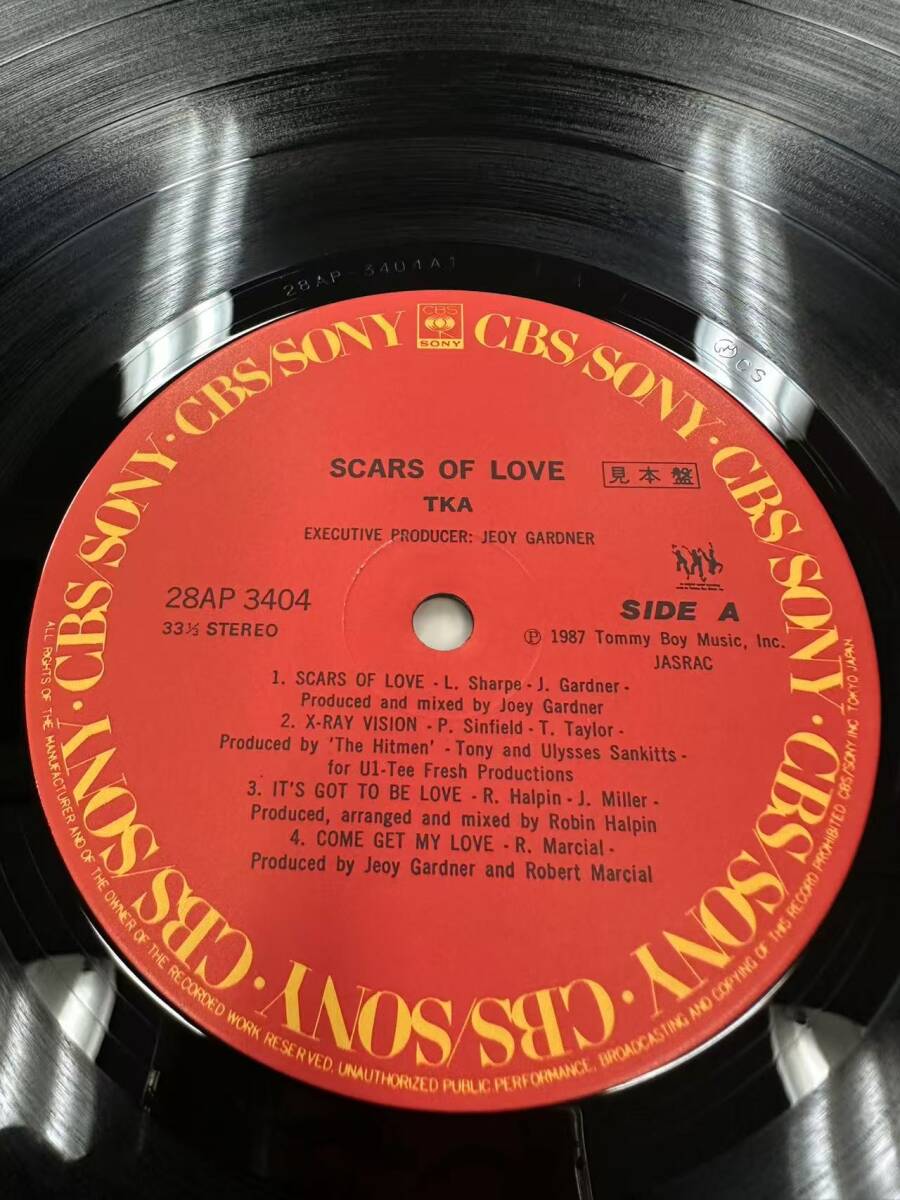 28AP-3404A1
CS
CBS
SONY
CBS/SONY · CBS/SONY · CBS/SONY · CBS/SONY · CBS/SONY · CBS/SONY · CBS/SONY · CBS/SONY
SCARS OF LOVE 見本盤
TKA
EXECUTIVE PRODUCER: JEOY GARDNER
28AP 3404
SIDE A
33⅓ STEREO
Ⓟ 1987 Tommy Boy Music, Inc.
JASRAC
1. SCARS OF LOVE - L. Sharpe - J. Gardner -
Produced and mixed by Joey Gardner
2. X-RAY VISION - P. Sinfield - T. Taylor -
Produced by 'The Hitmen' - Tony and Ulysses Sankitts -
for U1-Tee Fresh Productions
3. IT'S GOT TO BE LOVE - R. Halpin - J. Miller -
Produced, arranged and mixed by Robin Halpin
4. COME GET MY LOVE - R. Marcial -
Produced by Jeoy Gardner and Robert Marcial
ALL RIGHTS OF THE MANUFACTURER AND OF THE OWNER OF THE RECORDED WORK RESERVED. UNAUTHORIZED PUBLIC PERFORMANCE, BROADCASTING AND COPYING OF THIS RECORD PROHIBITED CBS/SONY INC. TOKYO JAPAN.